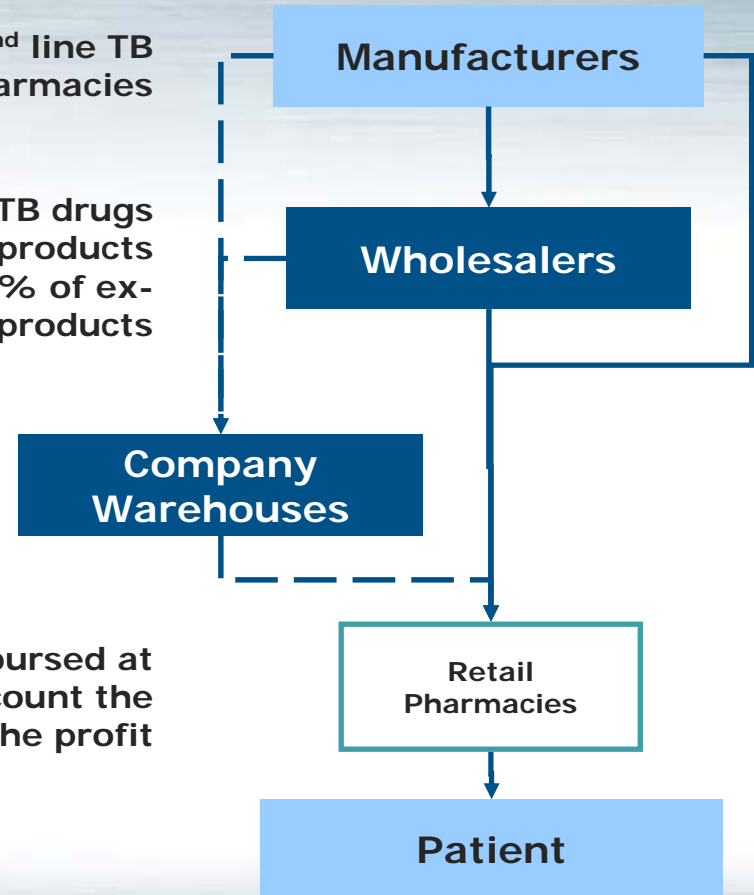 nd line TB
armacies
TB drugs
products
% of ex-
products
bursed at
count the
he profit
Manufacturers
Wholesalers
Company
Warehouses
Retail
Pharmacies
Patient